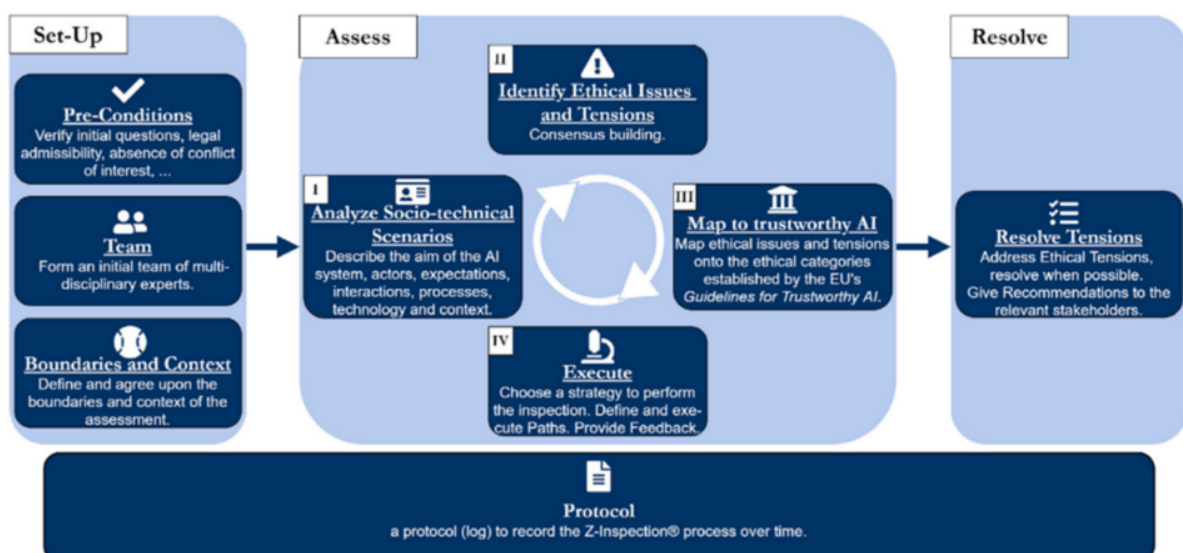 Set-Up
Pre-Conditions
Verify initial questions, legal
admissibility, absence of conflict
of interest, ...
Team
Form an initial team of multi-
disciplinary experts.
Boundaries and Context
Define and agree upon the
boundaries and context of the
assessment.
Assess
I
Analyze Socio-technical
Scenarios
Describe the aim of the AI
system, actors, expectations,
interactions, processes,
technology and context.
II
Identify Ethical Issues
and Tensions
Consensus building.
III
Map to trustworthy AI
Map ethical issues and tensions
onto the ethical categories
established by the EU's
Guidelines for Trustworthy AI.
IV
Execute
Choose a strategy to perform
the inspection. Define and exe-
cute Paths. Provide Feedback.
Resolve
Resolve Tensions
Address Ethical Tensions,
resolve when possible.
Give Recommendations to the
relevant stakeholders.
Protocol
a protocol (log) to record the Z-Inspection® process over time.